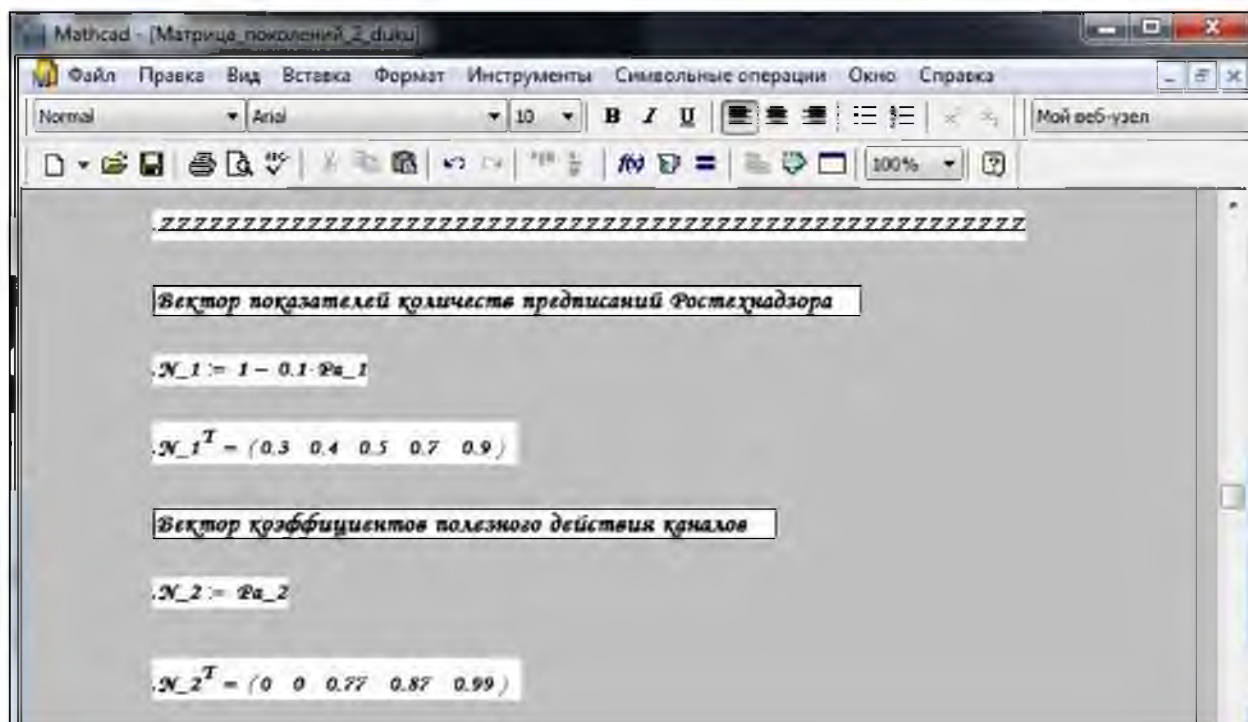 Mathcad - [Матрица_поколений_2_duku]
Файл Правка Вид Вставка Формат Инструменты Символьные операции Окно Справка
Normal Arial 10 B I U Мой веб-узел
100%
.ZZZZZZZZZZZZZZZZZZZZZZZZZZZZZZZZZZZZZZZZZZZZZZZZZZZZZ
Вектор показателей количеств предписаний Ростехнадзора
.N_1 := 1 - 0.1·Pa_1
.N_1ᵀ = (0.3 0.4 0.5 0.7 0.9)
Вектор коэффициентов полезного действия каналов
.N_2 := Pa_2
.N_2ᵀ = (0 0 0.77 0.87 0.99)